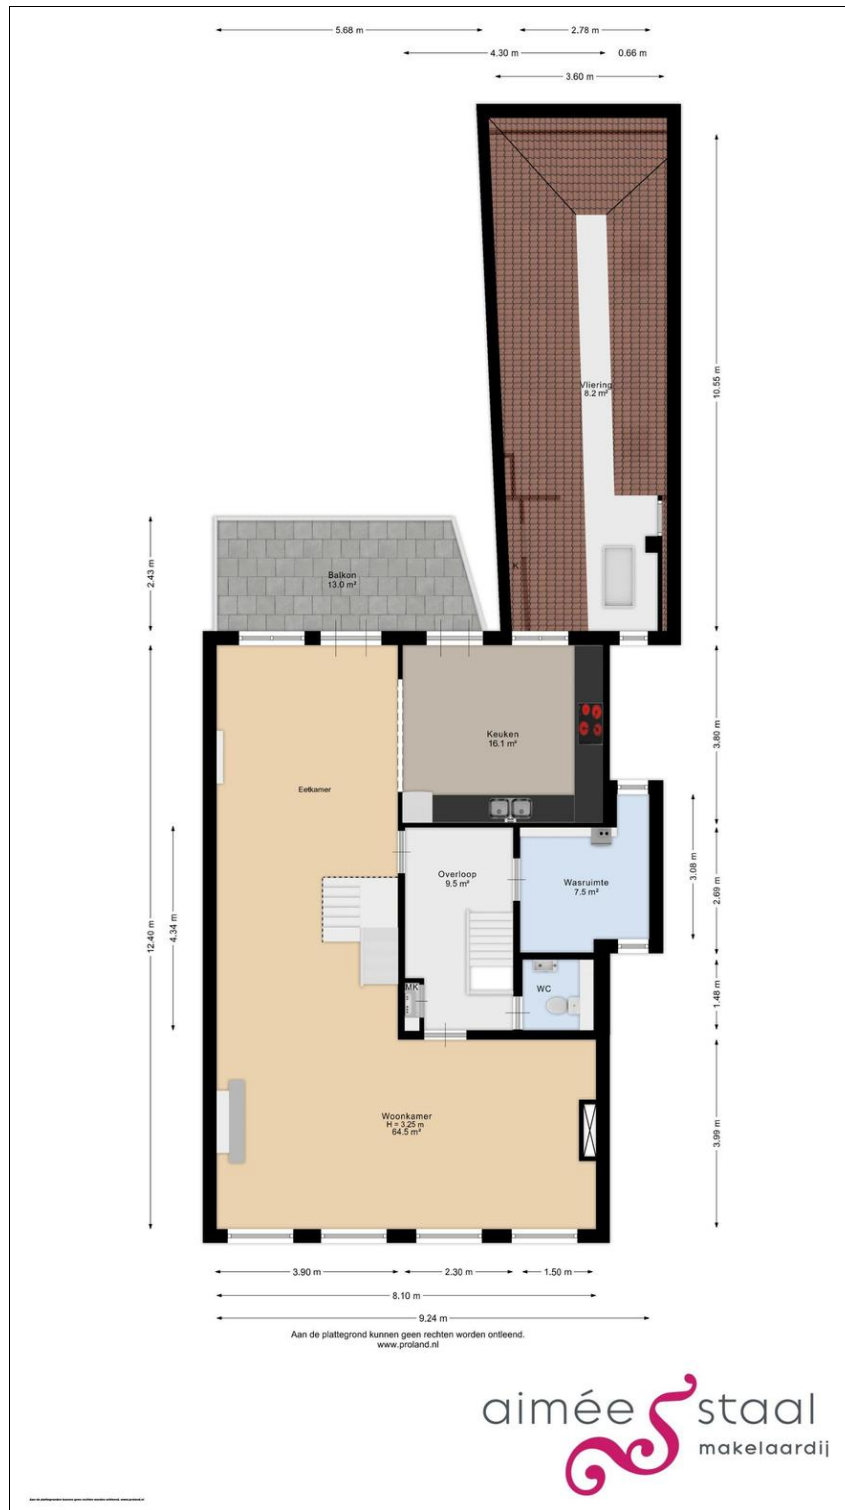 5.68 m
2.78 m
4.30 m
0.66 m
3.60 m
10.55 m
Vliering
8.2 m²
K
2.43 m
Balkon
13.0 m²
Keuken
16.1 m²
3.80 m
Eetkamer
12.40 m
4.34 m
Overloop
9.5 m²
Wasruimte
7.5 m²
3.08 m
2.69 m
MK
WC
1.48 m
Woonkamer
H = 3.25 m
64.5 m²
3.99 m
3.90 m
2.30 m
1.50 m
8.10 m
9.24 m
Aan de plattegrond kunnen geen rechten worden ontleend.
www.proland.nl
aimée staal
makelaardij